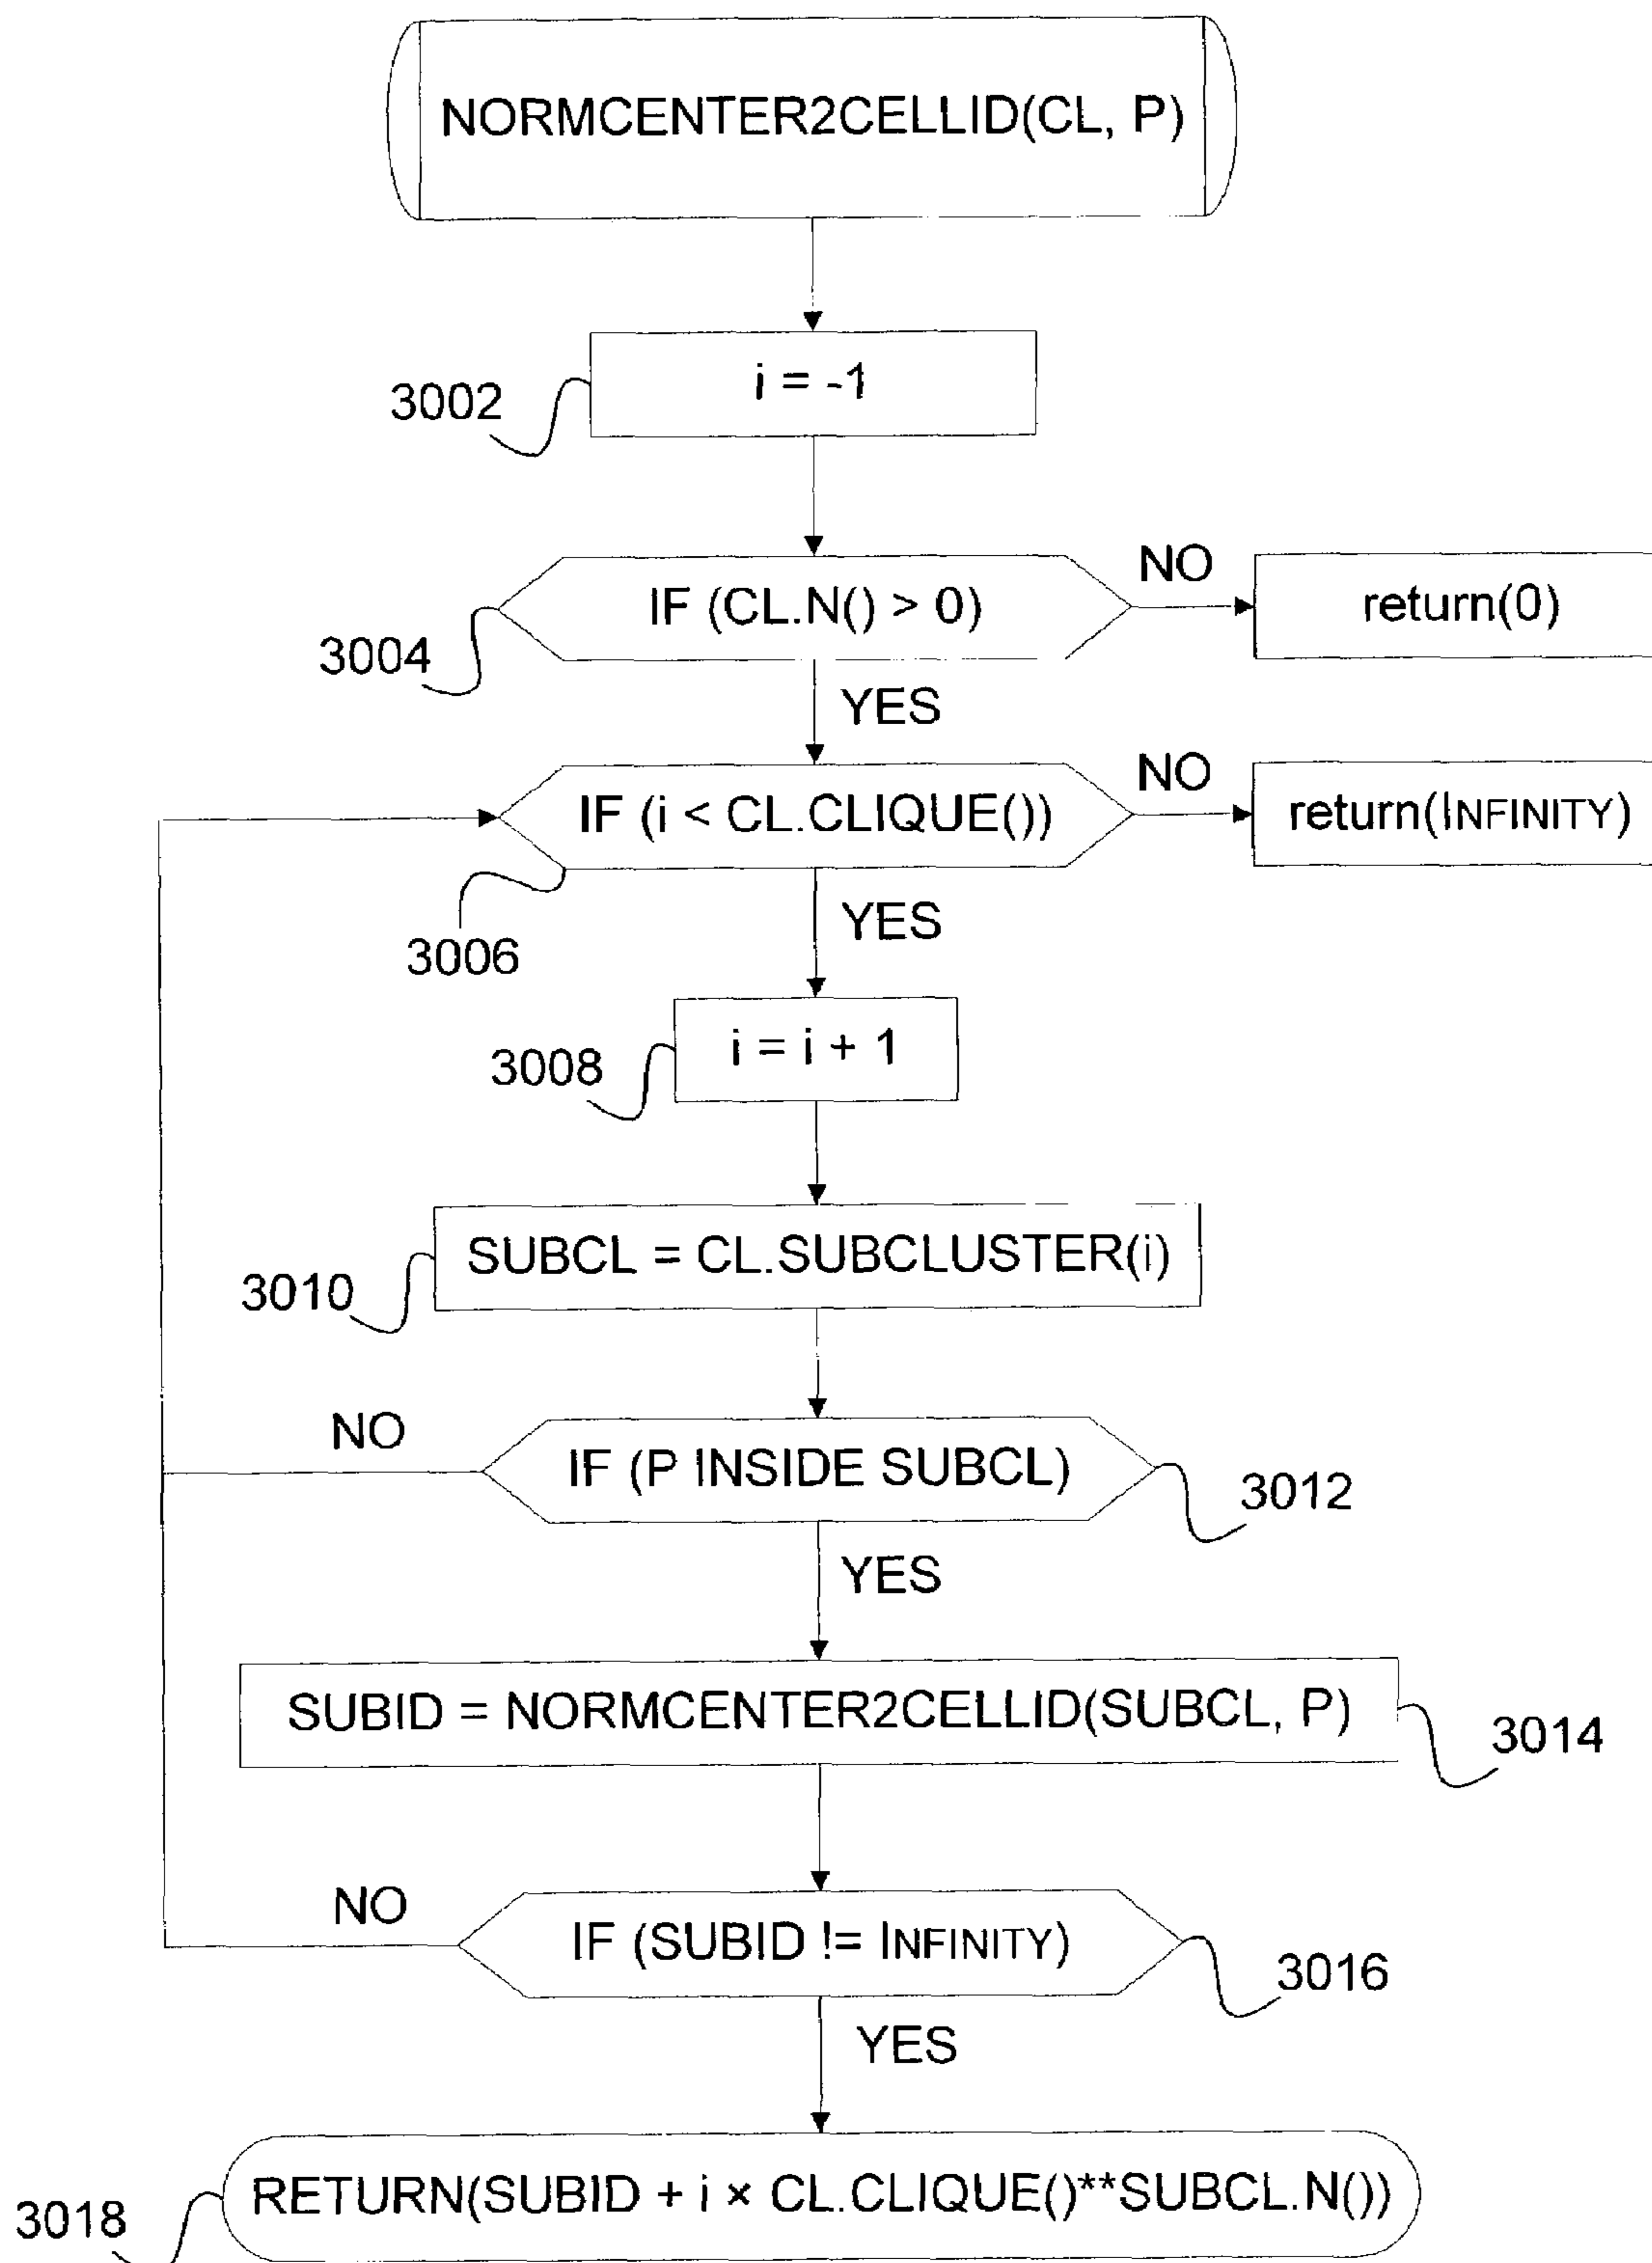 NORMCENTER2CELLID(CL, P)
i = -1
3002
IF (CL.N() > 0)
NO
return(0)
3004
YES
IF (i < CL.CLIQUE())
NO
return(INFINITY)
3006
YES
i = i + 1
3008
SUBCL = CL.SUBCLUSTER(i)
3010
NO
IF (P INSIDE SUBCL)
3012
YES
SUBID = NORMCENTER2CELLID(SUBCL, P)
3014
NO
IF (SUBID != INFINITY)
3016
YES
RETURN(SUBID + i × CL.CLIQUE()**SUBCL.N())
3018